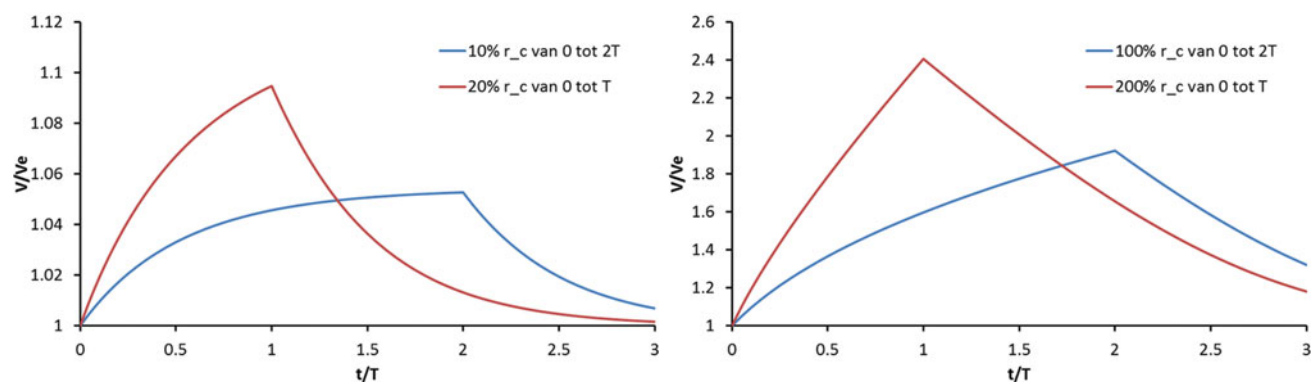 1.12
1.1
1.08
1.06
1.04
1.02
1
V/Ve
0 0.5 1 1.5 2 2.5 3
t/T
10% r_c van 0 tot 2T
20% r_c van 0 tot T
2.6
2.4
2.2
2
1.8
1.6
1.4
1.2
1
V/Ve
0 0.5 1 1.5 2 2.5 3
t/T
100% r_c van 0 tot 2T
200% r_c van 0 tot T